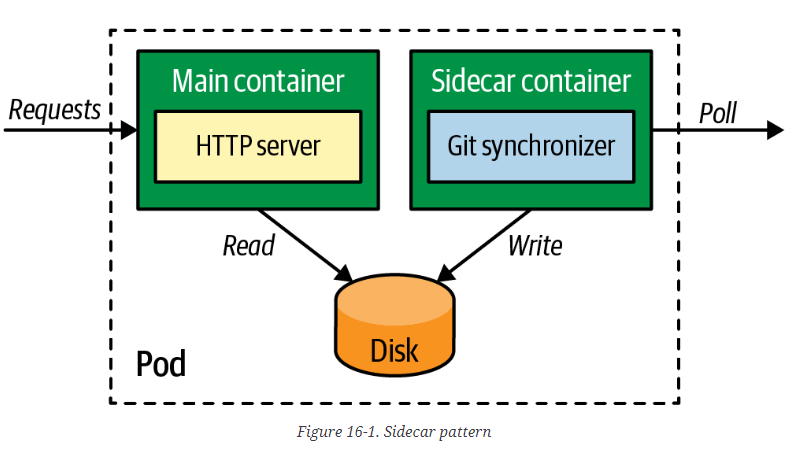 Main container
Sidecar container
Requests
HTTP server
Git synchronizer
Poll
Read
Write
Disk
Pod
Figure 16-1. Sidecar pattern